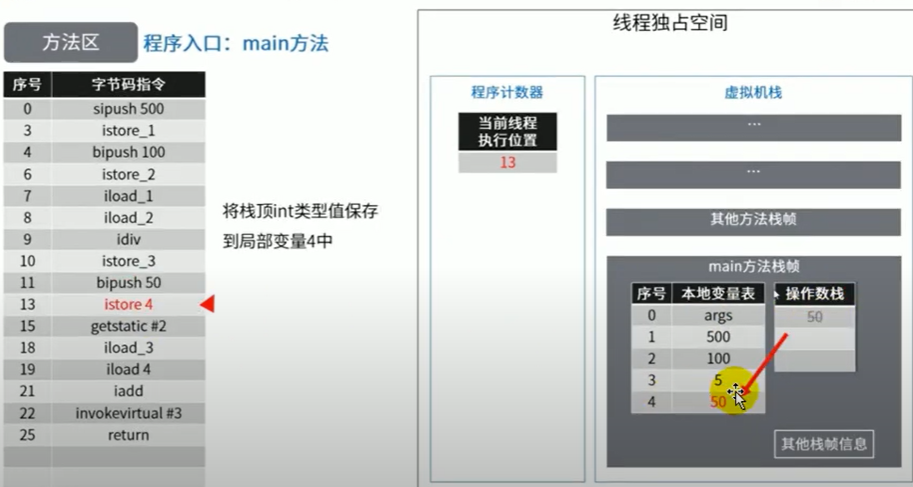 线程独占空间
方法区
程序入口：main方法
序号 字节码指令
0 sipush 500
3 istore_1
4 bipush 100
6 istore_2
7 iload_1
8 iload_2
9 idiv
10 istore_3
11 bipush 50
13 istore 4
15 getstatic #2
18 iload_3
19 iload 4
21 iadd
22 invokevirtual #3
25 return
将栈顶int类型值保存
到局部变量4中
程序计数器
当前线程
执行位置
13
虚拟机栈
...
...
其他方法栈帧
main方法栈帧
序号 本地变量表
0 args
1 500
2 100
3 5
4 50
操作数栈
50
其他栈帧信息